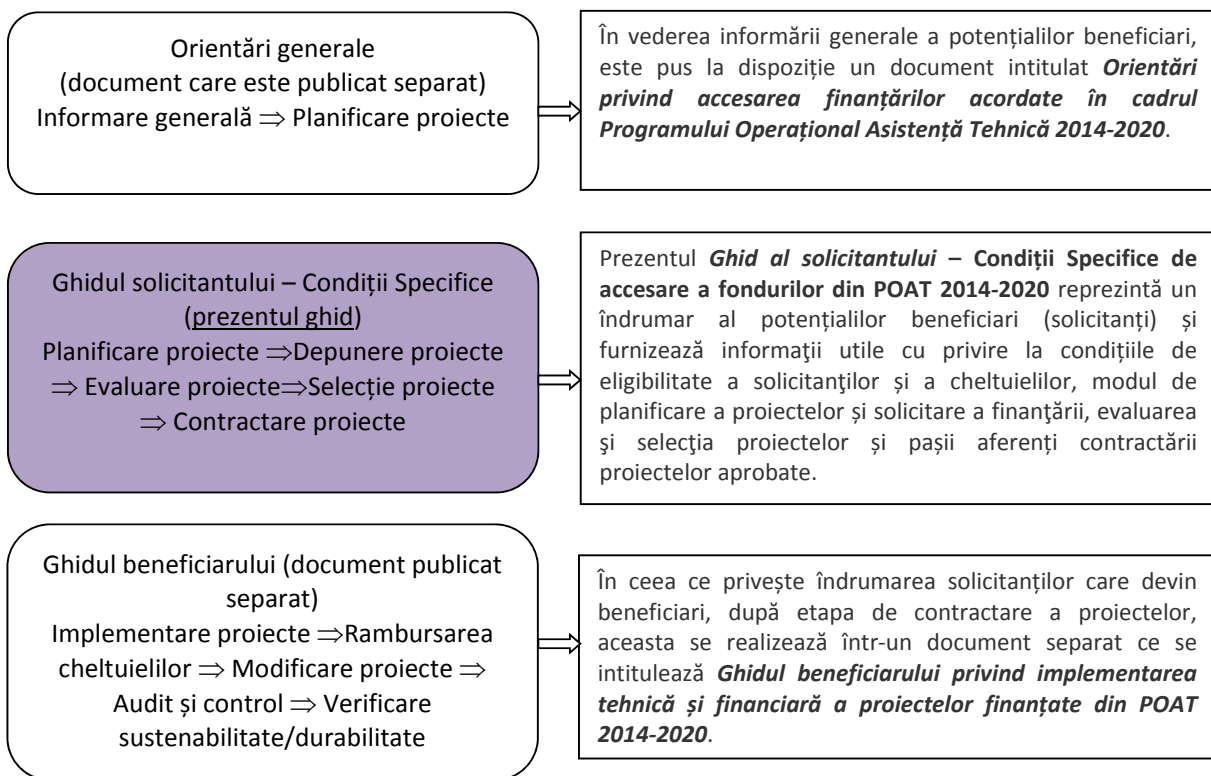 Orientări generale
(document care este publicat separat)
Informare generală ⇒ Planificare proiecte
În vederea informării generale a potențialilor beneficiari,
este pus la dispoziție un document intitulat Orientări
privind accesarea finanțărilor acordate în cadrul
Programului Operațional Asistență Tehnică 2014-2020.
Ghidul solicitantului – Condiții Specifice
(prezentul ghid)
Planificare proiecte ⇒Depunere proiecte
⇒ Evaluare proiecte⇒Selecție proiecte
⇒ Contractare proiecte
Prezentul Ghid al solicitantului – Condiții Specifice de
accesare a fondurilor din POAT 2014-2020 reprezintă un
îndrumar al potențialilor beneficiari (solicitanți) și
furnizează informaţii utile cu privire la condițiile de
eligibilitate a solicitanţilor și a cheltuielilor, modul de
planificare a proiectelor și solicitare a finanţării, evaluarea
şi selecţia proiectelor și pașii aferenți contractării
proiectelor aprobate.
Ghidul beneficiarului (document publicat
separat)
Implementare proiecte ⇒Rambursarea
cheltuielilor ⇒ Modificare proiecte ⇒
Audit și control ⇒ Verificare
sustenabilitate/durabilitate
În ceea ce privește îndrumarea solicitanților care devin
beneficiari, după etapa de contractare a proiectelor,
aceasta se realizează într-un document separat ce se
intitulează Ghidul beneficiarului privind implementarea
tehnică și financiară a proiectelor finanțate din POAT
2014-2020.